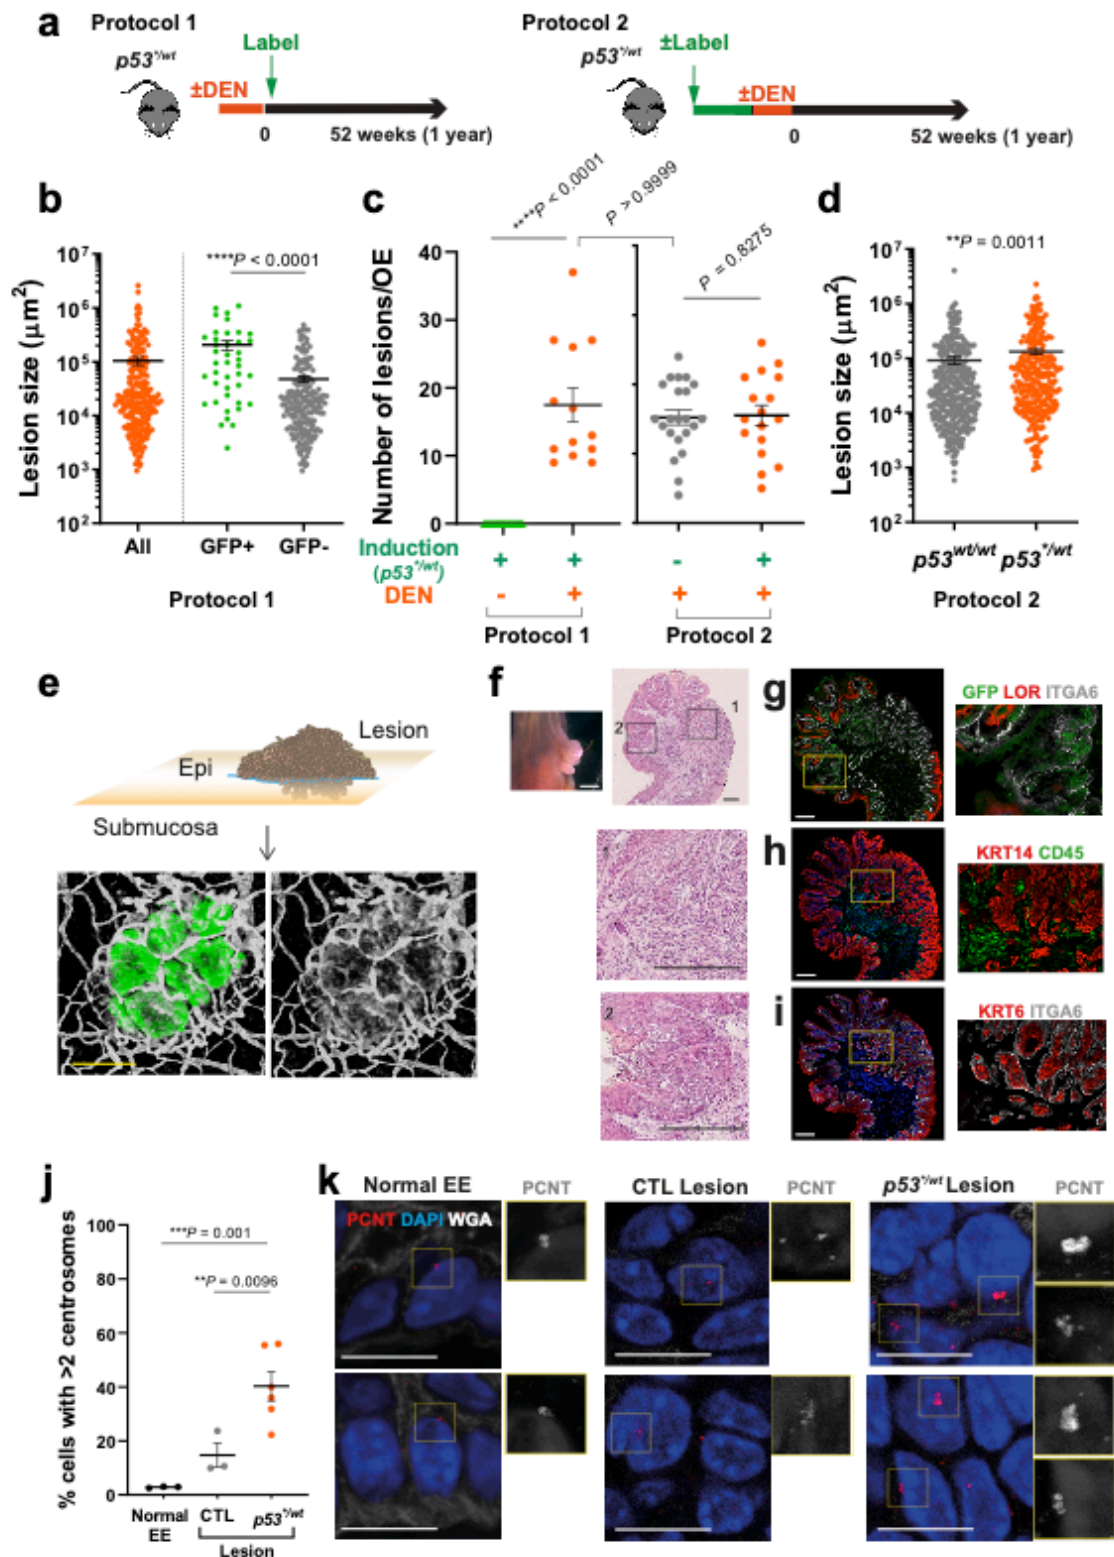 a
Protocol 1
Protocol 2
Label
±Label
p53*/wt
p53*/wt
±DEN
±DEN
0
52 weeks (1 year)
0
52 weeks (1 year)
b
****P < 0.0001
Lesion size (μm²)
10⁷
10⁶
10⁵
10⁴
10³
10²
All
GFP+
GFP-
Protocol 1
c
****P < 0.0001
P > 0.9999
P = 0.8275
Number of lesions/OE
40
30
20
10
0
Induction
(p53*/wt)
+
+
-
+
DEN
-
+
+
+
Protocol 1
Protocol 2
d
**P = 0.0011
Lesion size (μm²)
10⁷
10⁶
10⁵
10⁴
10³
10²
p53wt/wt
p53*/wt
Protocol 2
e
Lesion
Epi
Submucosa
f
1
2
1
2
g
GFP LOR ITGA6
h
KRT14 CD45
i
KRT6 ITGA6
j
***P = 0.001
**P = 0.0096
% cells with >2 centrosomes
100
80
60
40
20
0
Normal
EE
CTL
p53*/wt
Lesion
k
Normal EE
PCNT
CTL Lesion
PCNT
p53*/wt Lesion
PCNT
PCNT DAPI WGA